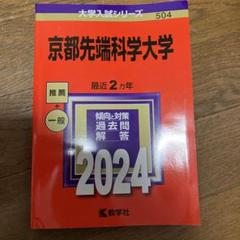 大学入試シリーズ
504
京都先端科学大学
最近2カ年
推薦
+
一般
傾向と対策
過去問
解答
2024
教学社